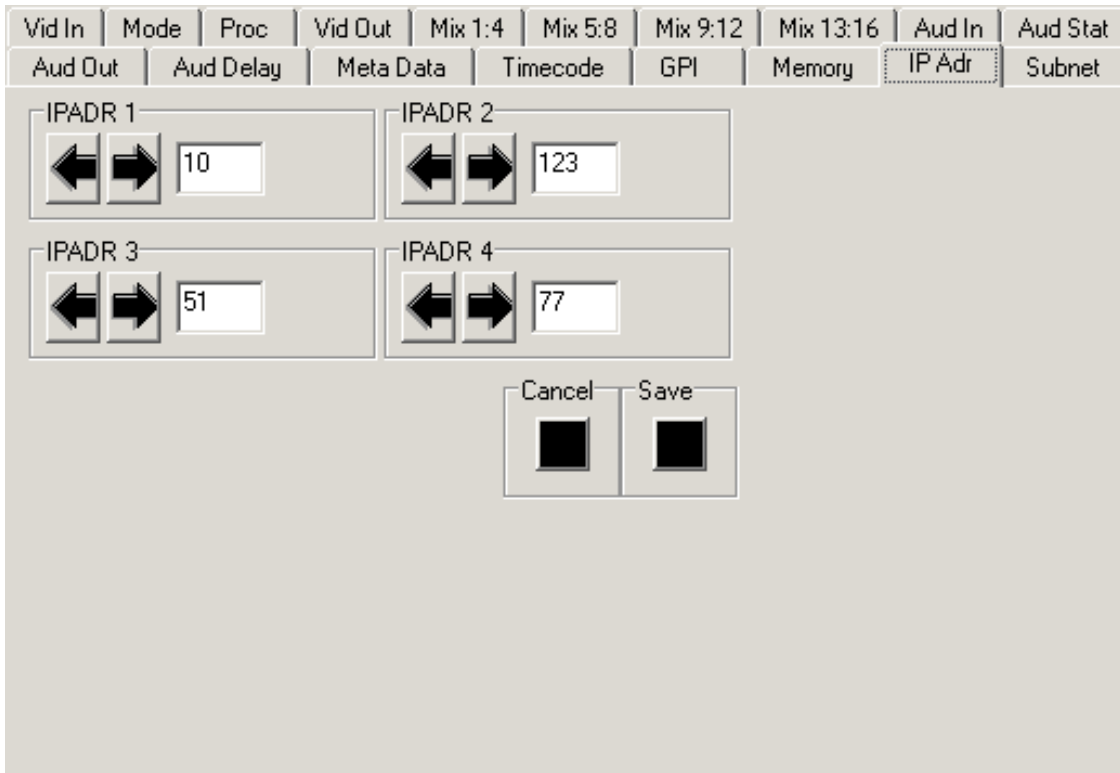 Vid In Mode Proc Vid Out Mix 1:4 Mix 5:8 Mix 9:12 Mix 13:16 Aud In Aud Stat
Aud Out Aud Delay Meta Data Timecode GPI Memory IP Adr Subnet
IPADR 1 IPADR 2
10 123
IPADR 3 IPADR 4
51 77
Cancel Save